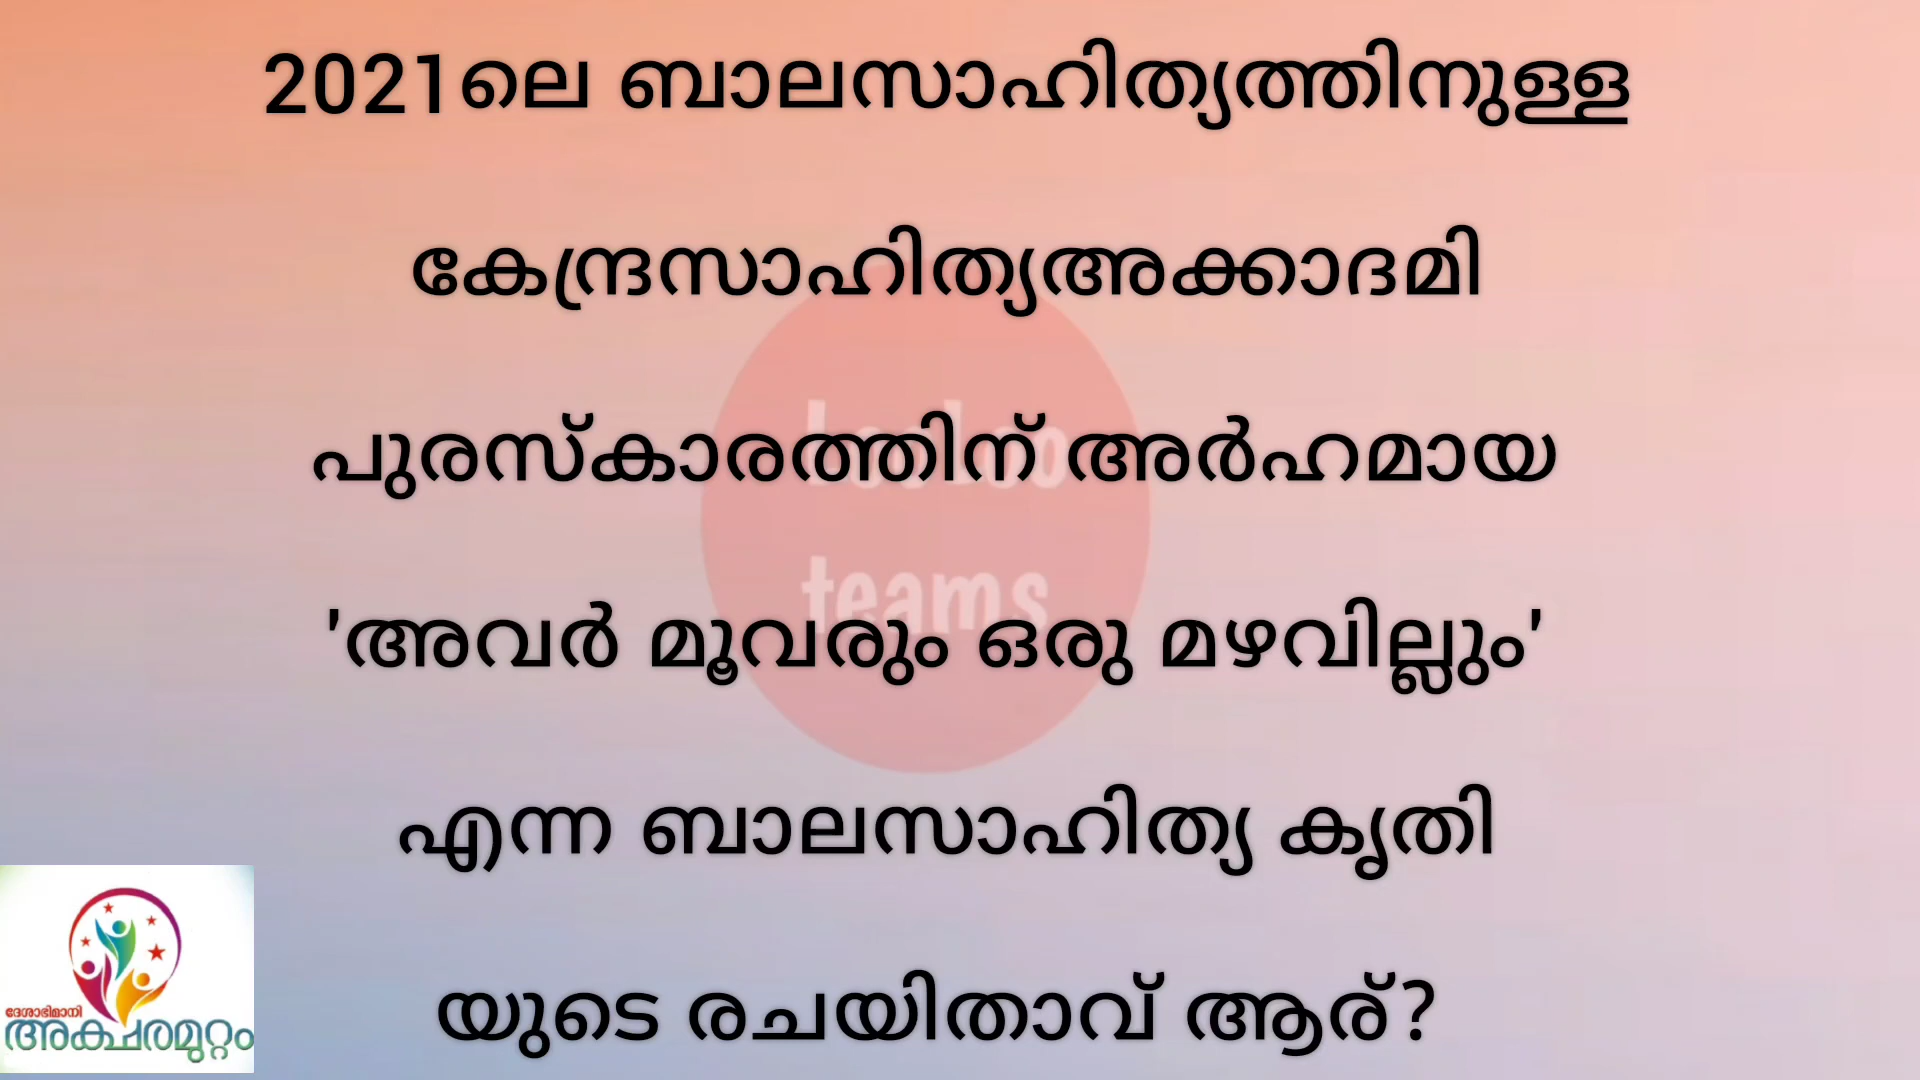 2021ലെ ബാലസാഹിത്യത്തിനുള്ള
കേന്ദ്രസാഹിത്യഅക്കാദമി
പുരസ്കാരത്തിന് അർഹമായ
'അവർ മൂവരും ഒരു മഴവില്ലും'
എന്ന ബാലസാഹിത്യ കൃതി
യുടെ രചയിതാവ് ആര്?
teams
ദേശാഭിമാനി
അക്ഷരമുറ്റം